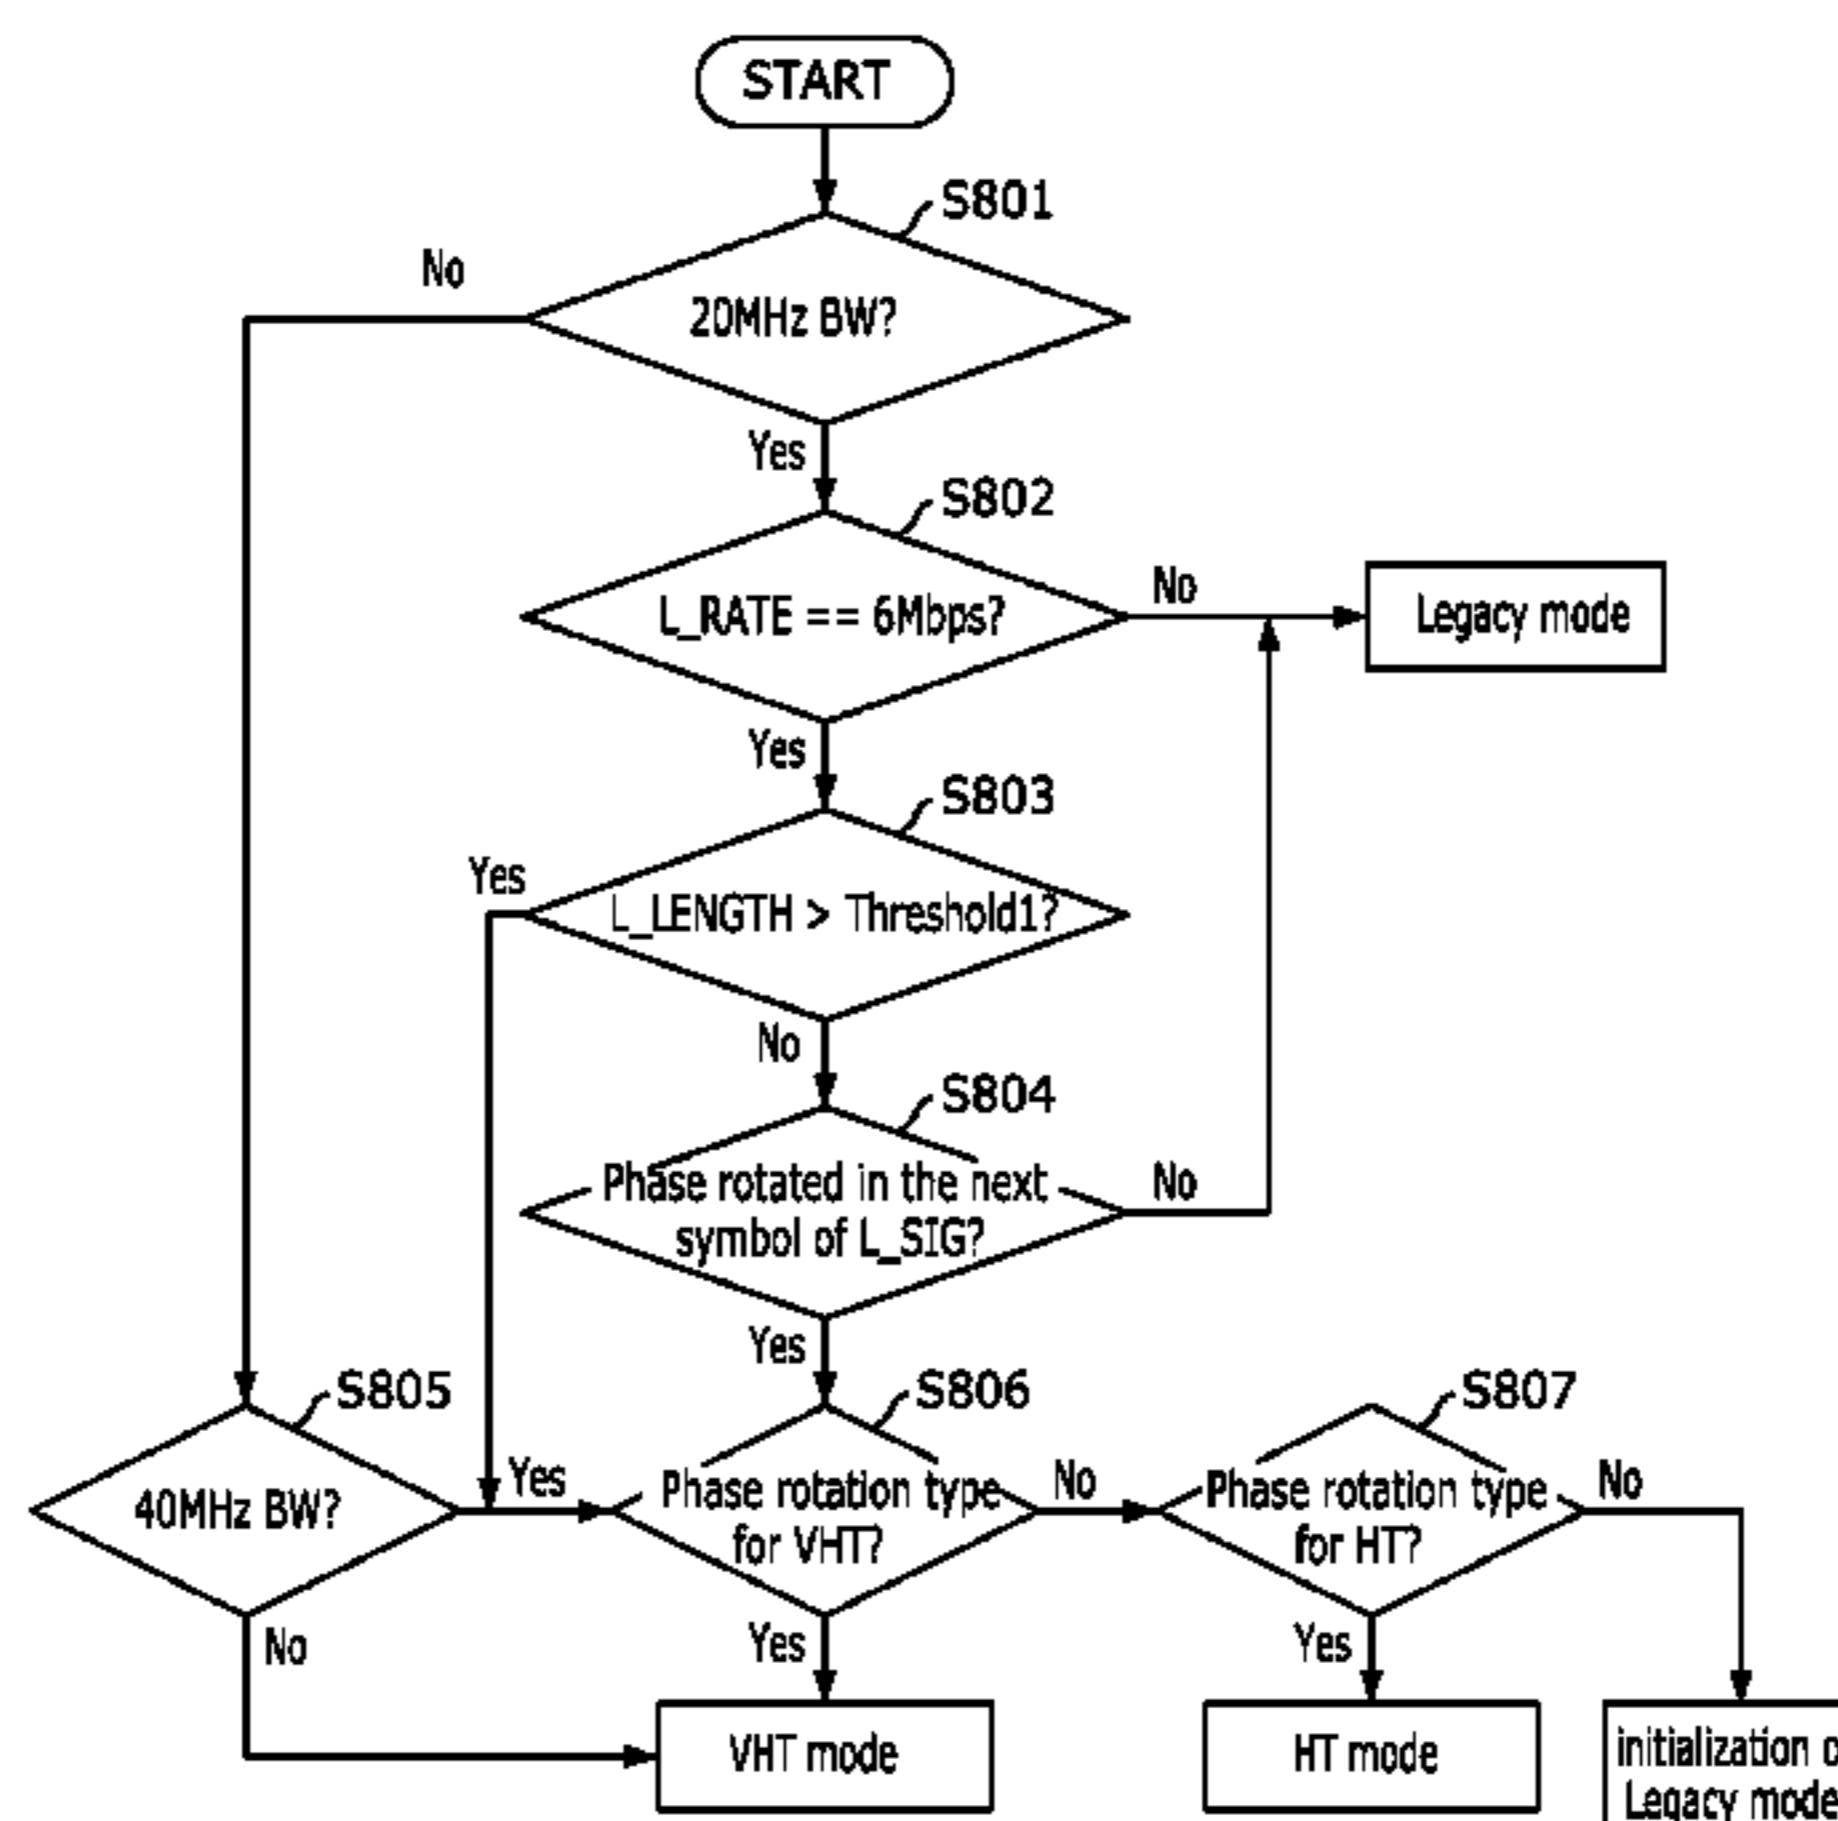 START
S801
No
20MHz BW?
Yes
S802
L_RATE == 6Mbps?
No
Legacy mode
Yes
S803
Yes
L_LENGTH > Threshold1?
No
S804
Phase rotated in the next
symbol of L_SIG?
No
Yes
S805
S806
S807
40MHz BW?
Yes
Phase rotation type
for VHT?
No
Phase rotation type
for HT?
No
No
Yes
Yes
VHT mode
HT mode
initialization
Legacy mode